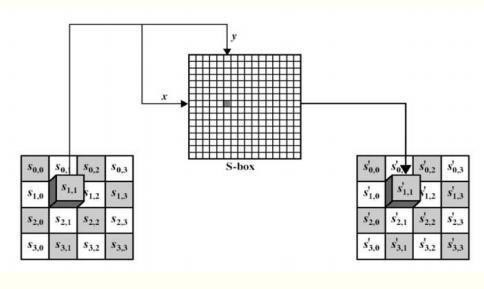 y
x
S-box
s0,0 s0, s0,2 s0,3
s1,0 s1,1 s1,2 s1,3
s2,0 s2,1 s2,2 s2,3
s3,0 s3,1 s3,2 s3,3
s'0,0 s'0, s'0,2 s'0,3
s'1,0 s'1,1 s'1,2 s'1,3
s'2,0 s'2,1 s'2,2 s'2,3
s'3,0 s'3,1 s'3,2 s'3,3